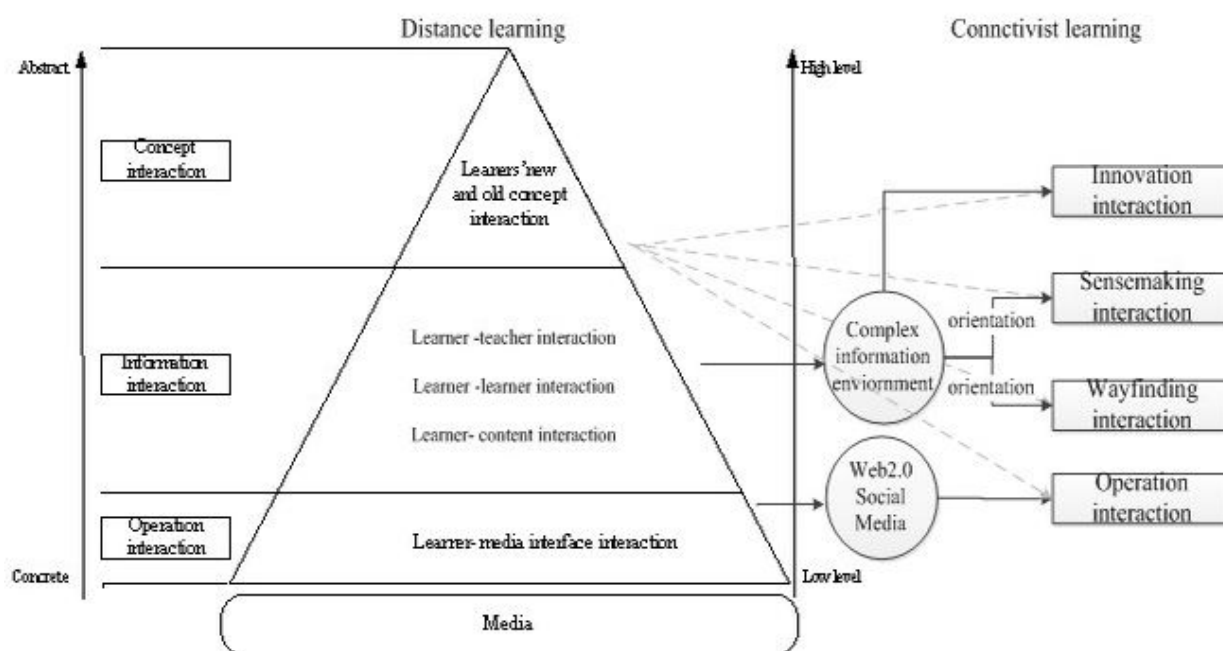 Distance learning
Connctivist learning
Abstract
High level
Concept
interaction
Leaners'new
and old concept
interaction
Innovation
interaction
Sensemaking
interaction
orientation
Complex
information
enviornment
Learner -teacher interaction
Information
interaction
Learner -learner interaction
orientation
Wayfinding
interaction
Learner- content interaction
Web2.0
Social
Media
Operation
interaction
Operation
interaction
Learner- media interface interaction
Concrete
Low level
Media